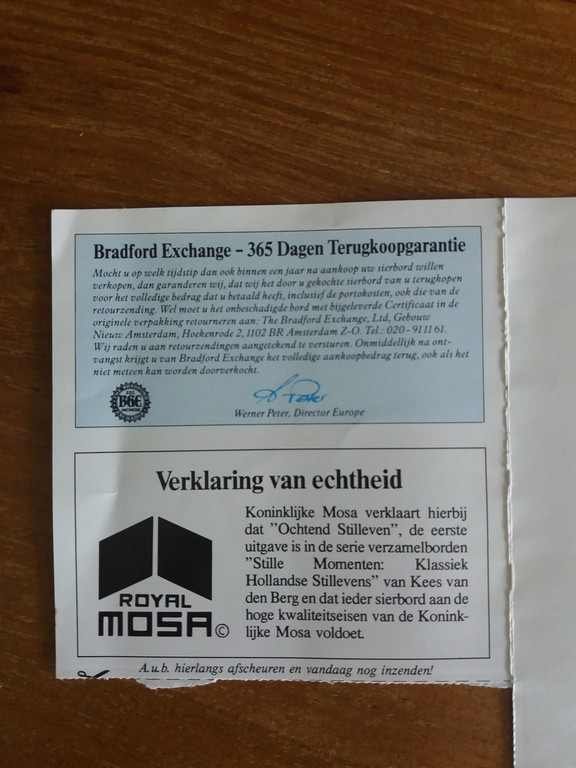 Bradford Exchange – 365 Dagen Terugkoopgarantie
Mocht u op welk tijdstip dan ook binnen een jaar na aankoop uw sierbord willen
verkopen, dan garanderen wij, dat wij het door u gekochte sierbord van u terugkopen
voor het volledige bedrag dat u betaald heeft, inclusief de portokosten, ook die van de
retourzending. Wel moet u het onbeschadigde bord met bijgeleverde Certificaat in de
originele verpakking retourneren aan: The Bradford Exchange, Ltd, Gebouw
Nieuw Amsterdam, Hoekenrode 2, 1102 BR Amsterdam Z-O. Tel.: 020 - 9111 61.
Wij raden u aan retourzendingen aangetekend te versturen. Onmiddellijk na ont-
vangst krijgt u van Bradford Exchange het volledige aankoopbedrag terug, ook als het
niet meteen kan worden doorverkocht.
BGE
Werner Peter, Director Europe
Verklaring van echtheid
Koninklijke Mosa verklaart hierbij
dat "Ochtend Stilleven", de eerste
uitgave is in de serie verzamelborden
"Stille Momenten: Klassiek
Hollandse Stillevens" van Kees van
den Berg en dat ieder sierbord aan de
hoge kwaliteitseisen van de Konink-
lijke Mosa voldoet.
ROYAL
MOSA ©
A.u.b. hierlangs afscheuren en vandaag nog inzenden!